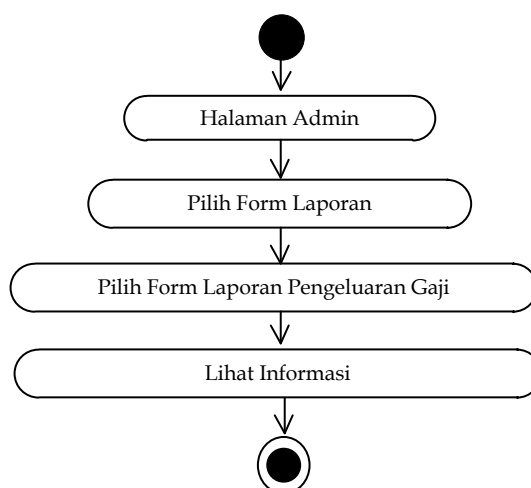 Halaman Admin
Pilih Form Laporan
Pilih Form Laporan Pengeluaran Gaji
Lihat Informasi